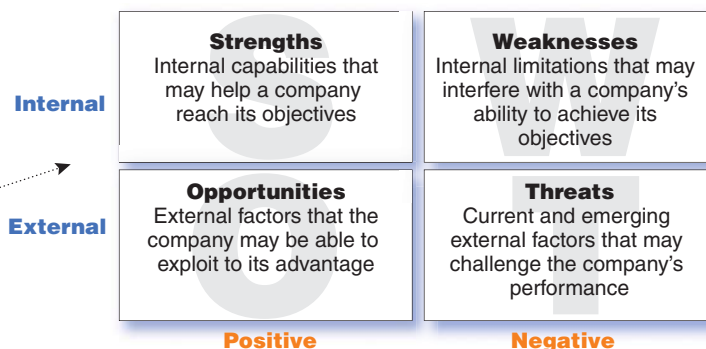 Strengths
Internal capabilities that
may help a company
reach its objectives
Weaknesses
Internal limitations that may
interfere with a company's
ability to achieve its
objectives
Internal
Opportunities
External factors that the
company may be able to
exploit to its advantage
Threats
Current and emerging
external factors that may
challenge the company's
performance
External
Positive
Negative
S
W
O
T